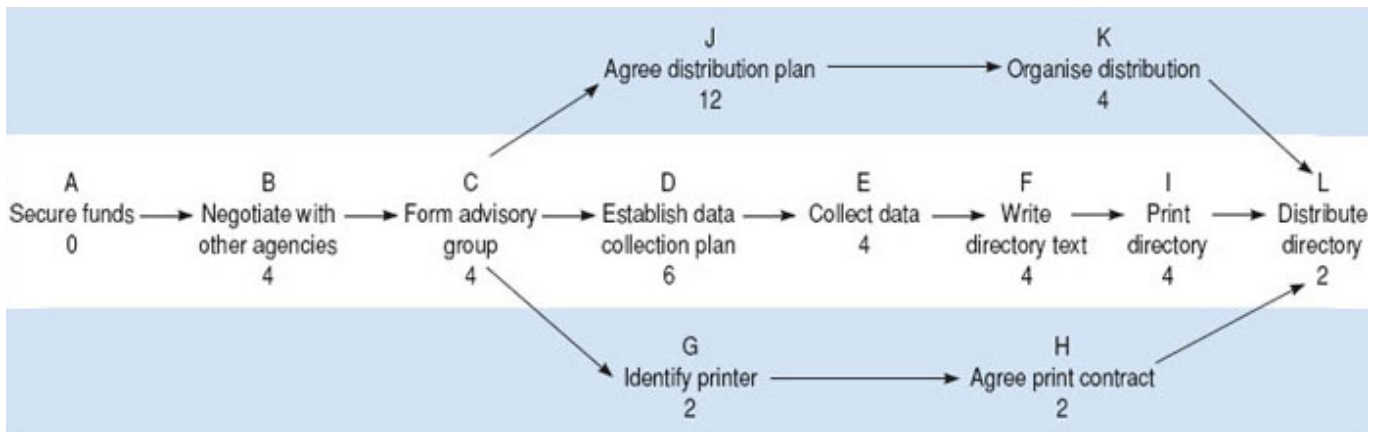 J
Agree distribution plan
12
K
Organise distribution
4
A
Secure funds
0
B
Negotiate with
other agencies
4
C
Form advisory
group
4
D
Establish data
collection plan
6
E
Collect data
4
F
Write
directory text
4
I
Print
directory
4
L
Distribute
directory
2
G
Identify printer
2
H
Agree print contract
2